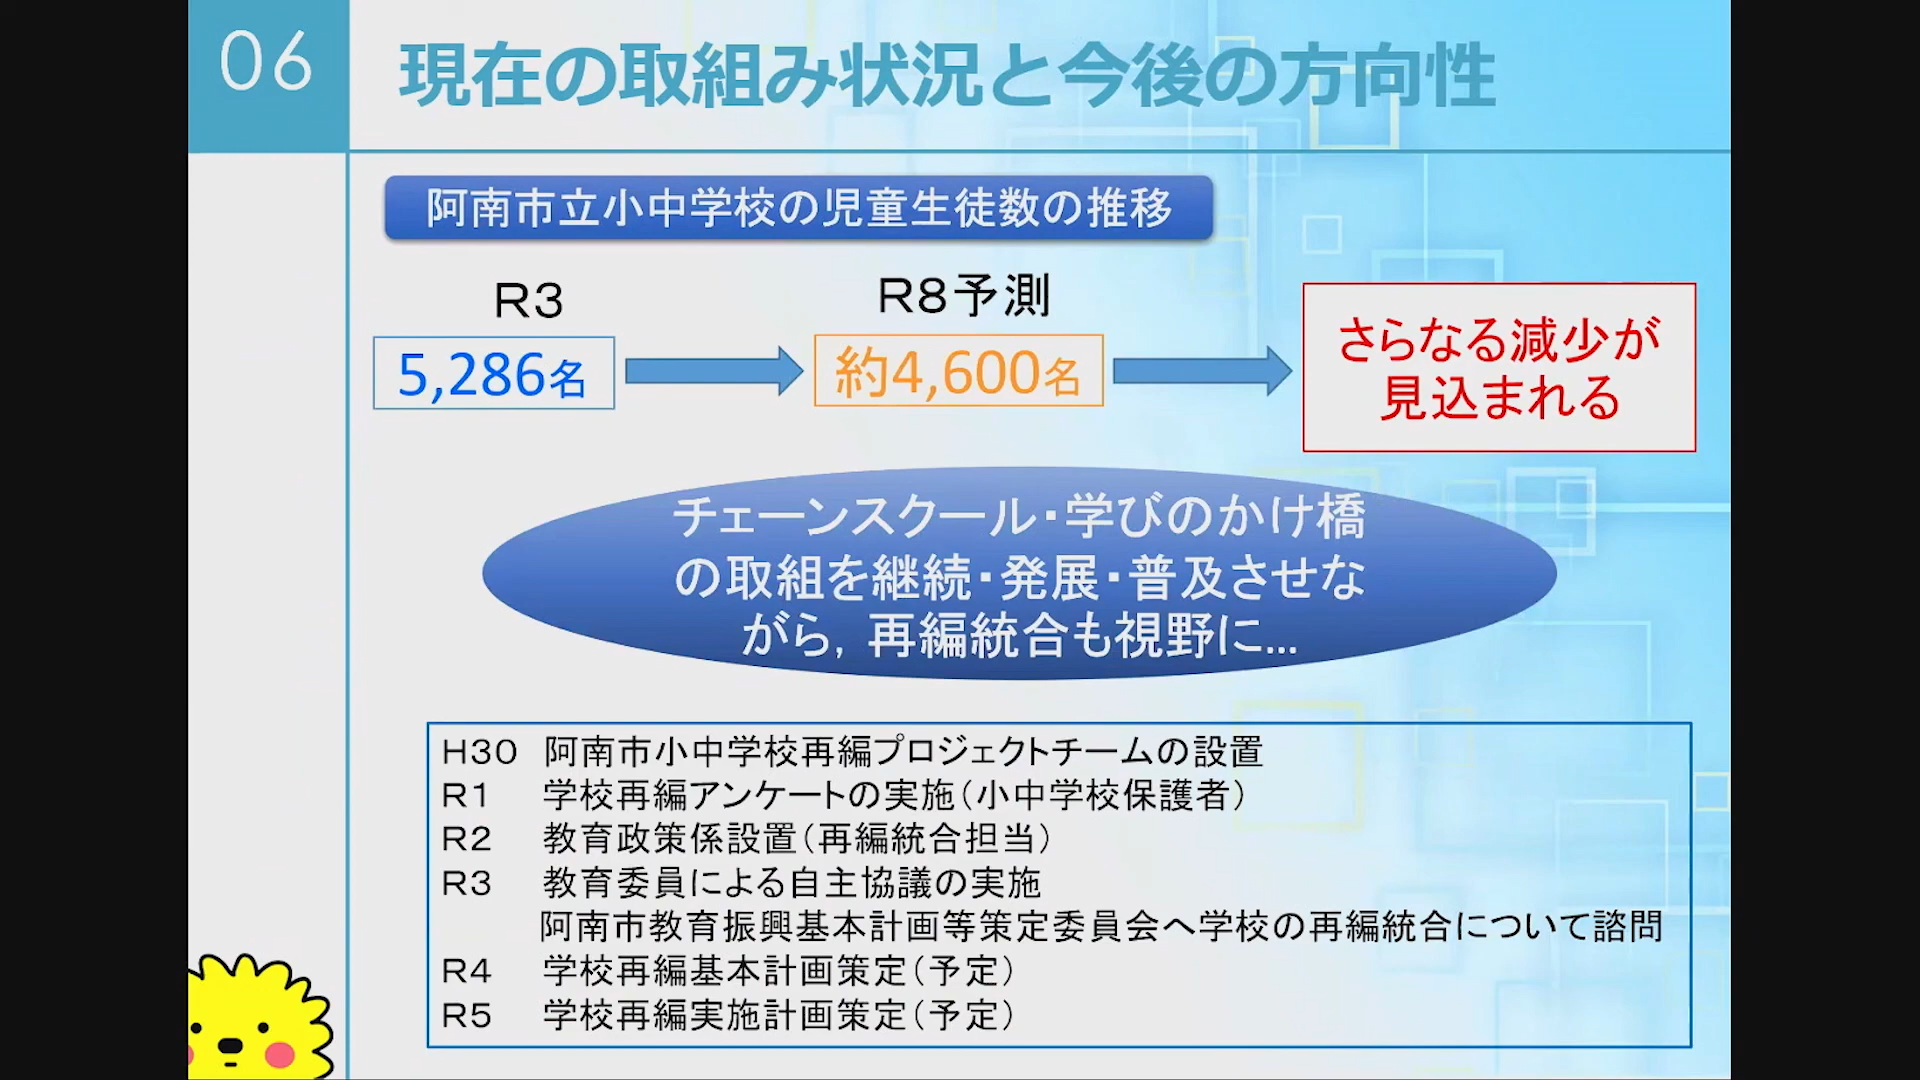 06
現在の取組み状況と今後の方向性
阿南市立小中学校の児童生徒数の推移
R3
R8予測
5,286名
約4,600名
さらなる減少が
見込まれる
チェーンスクール・学びのかけ橋
の取組を継続・発展・普及させな
がら，再編統合も視野に…
H30 阿南市小中学校再編プロジェクトチームの設置
R1 学校再編アンケートの実施（小中学校保護者）
R2 教育政策係設置（再編統合担当）
R3 教育委員による自主協議の実施
阿南市教育振興基本計画等策定委員会へ学校の再編統合について諮問
R4 学校再編基本計画策定（予定）
R5 学校再編実施計画策定（予定）